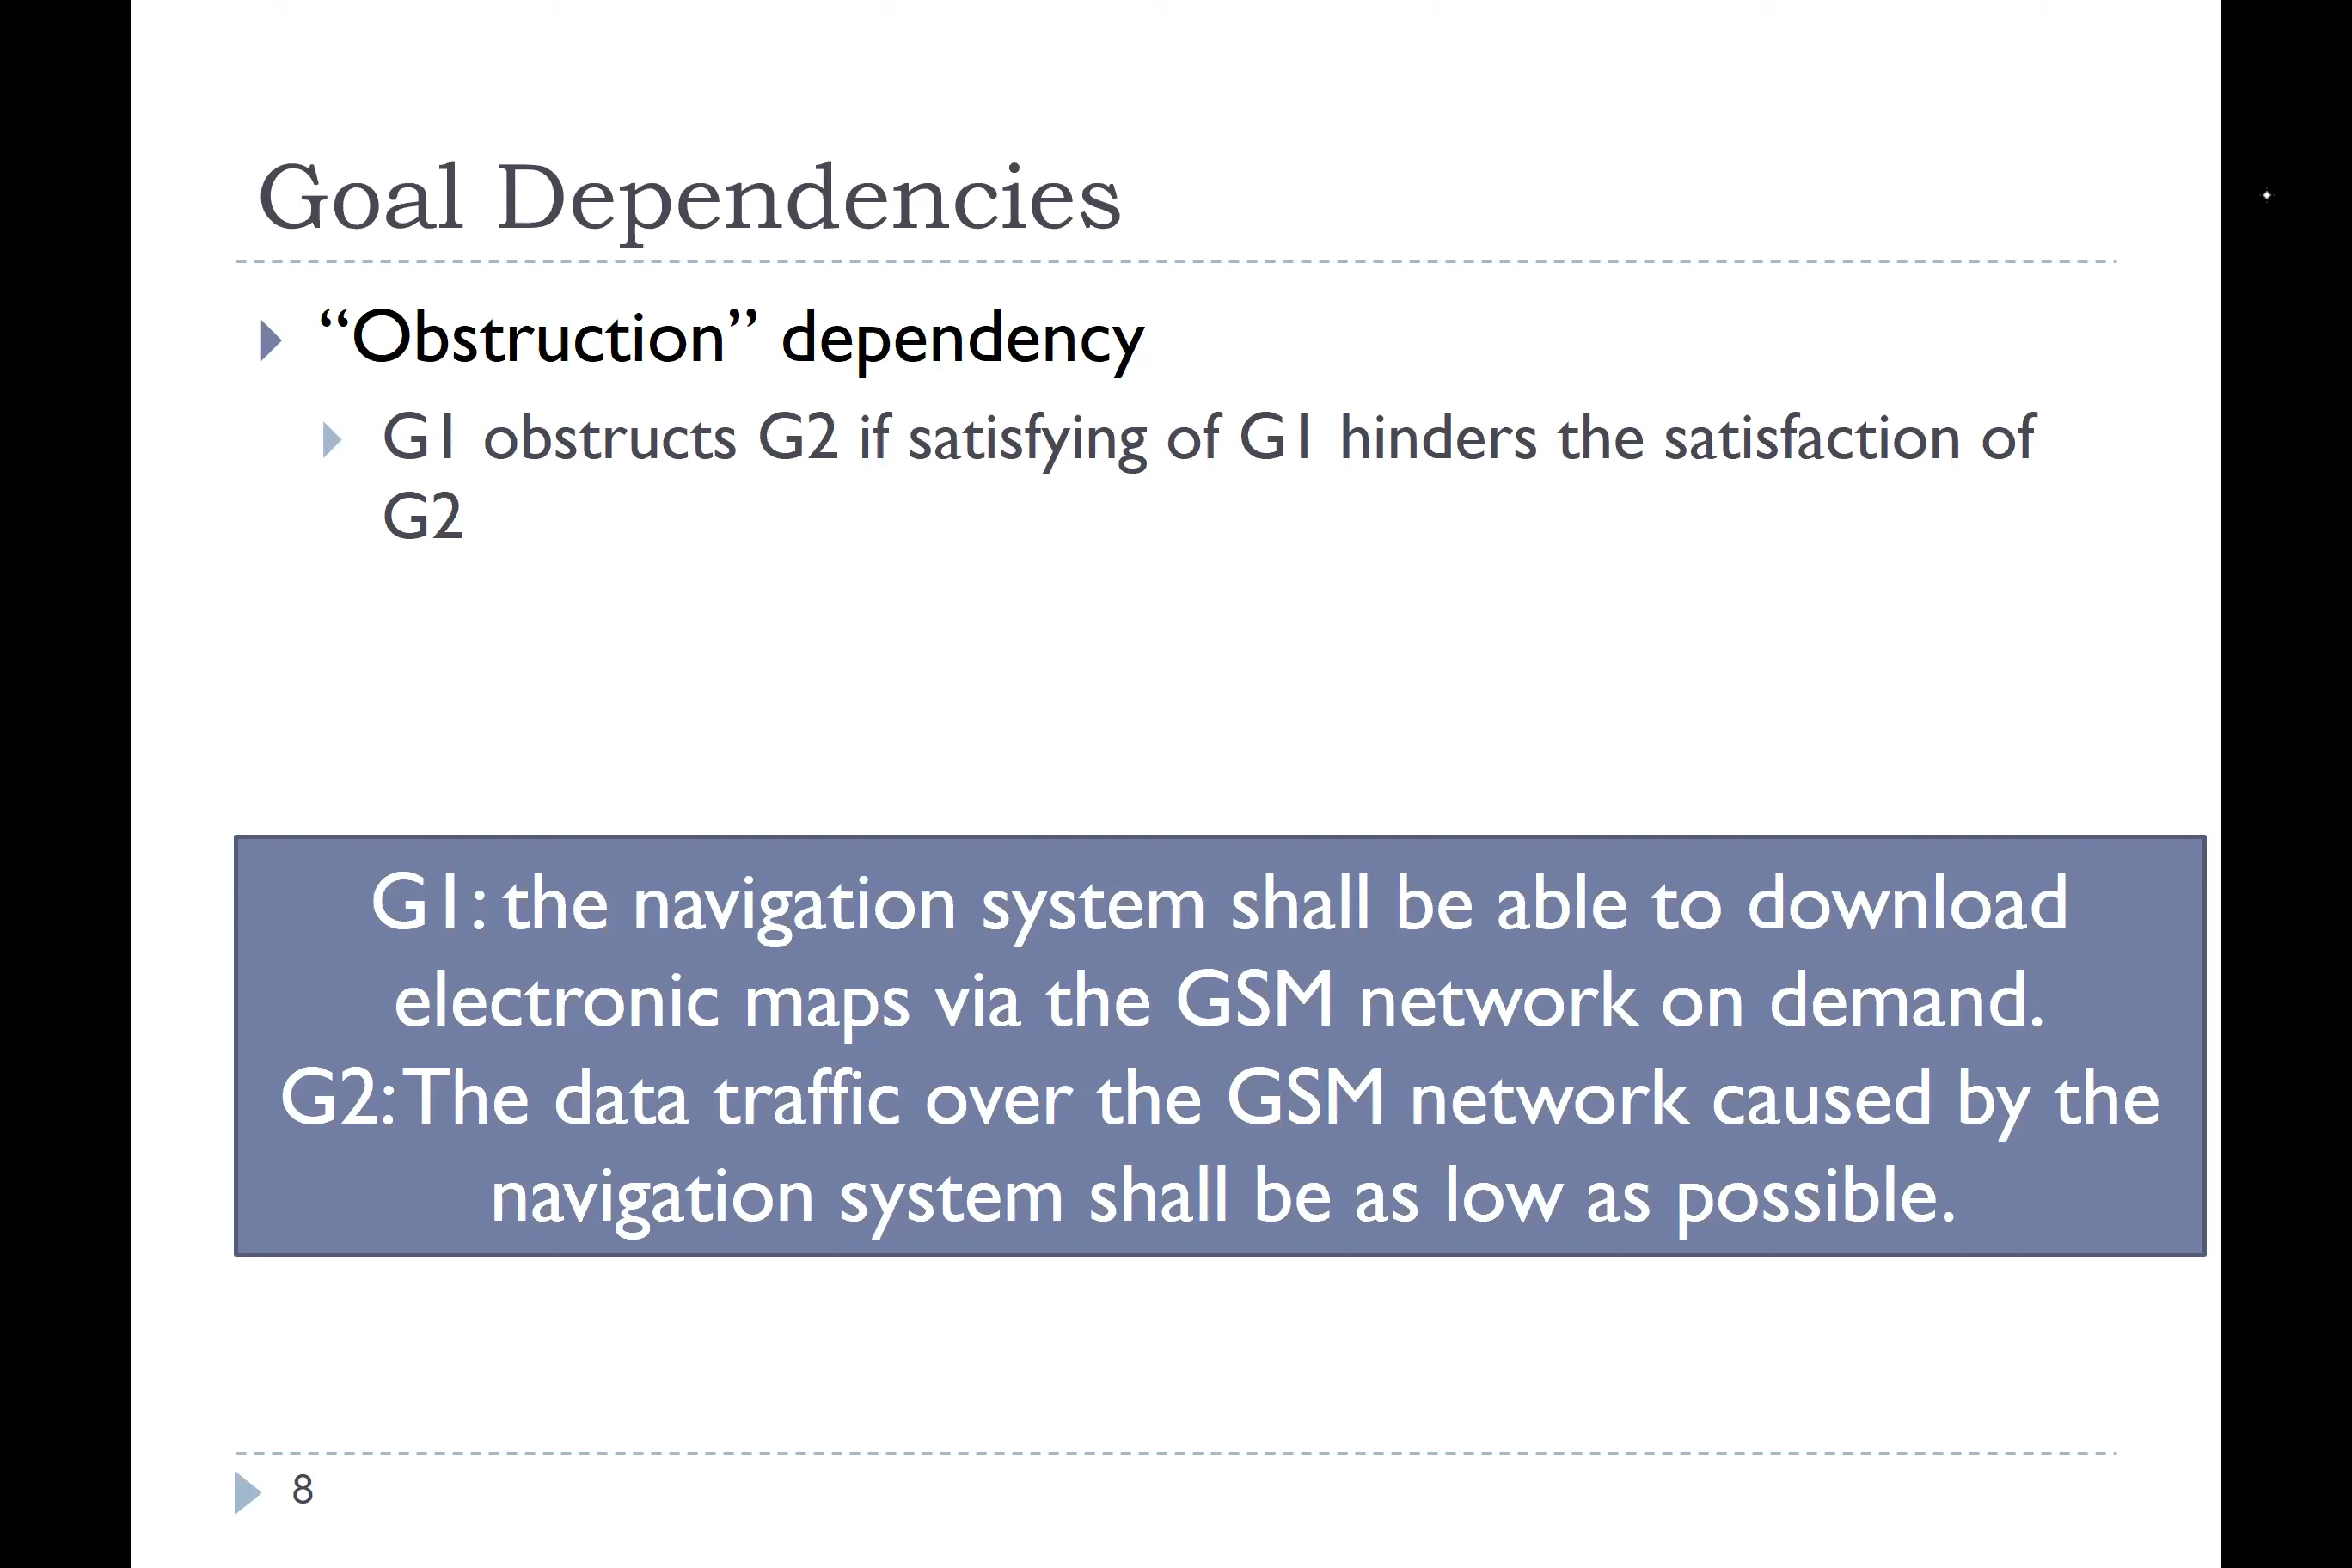 Goal Dependencies
“Obstruction” dependency
G1 obstructs G2 if satisfying of G1 hinders the satisfaction of
G2
G1: the navigation system shall be able to download
electronic maps via the GSM network on demand.
G2: The data traffic over the GSM network caused by the
navigation system shall be as low as possible.
8